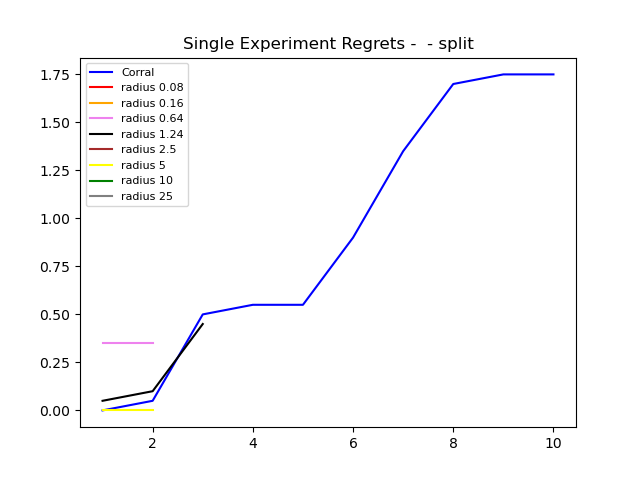 Single Experiment Regrets -  - split
Corral
radius 0.08
radius 0.16
radius 0.64
radius 1.24
radius 2.5
radius 5
radius 10
radius 25
1.75
1.50
1.25
1.00
0.75
0.50
0.25
0.00
2 4 6 8 10